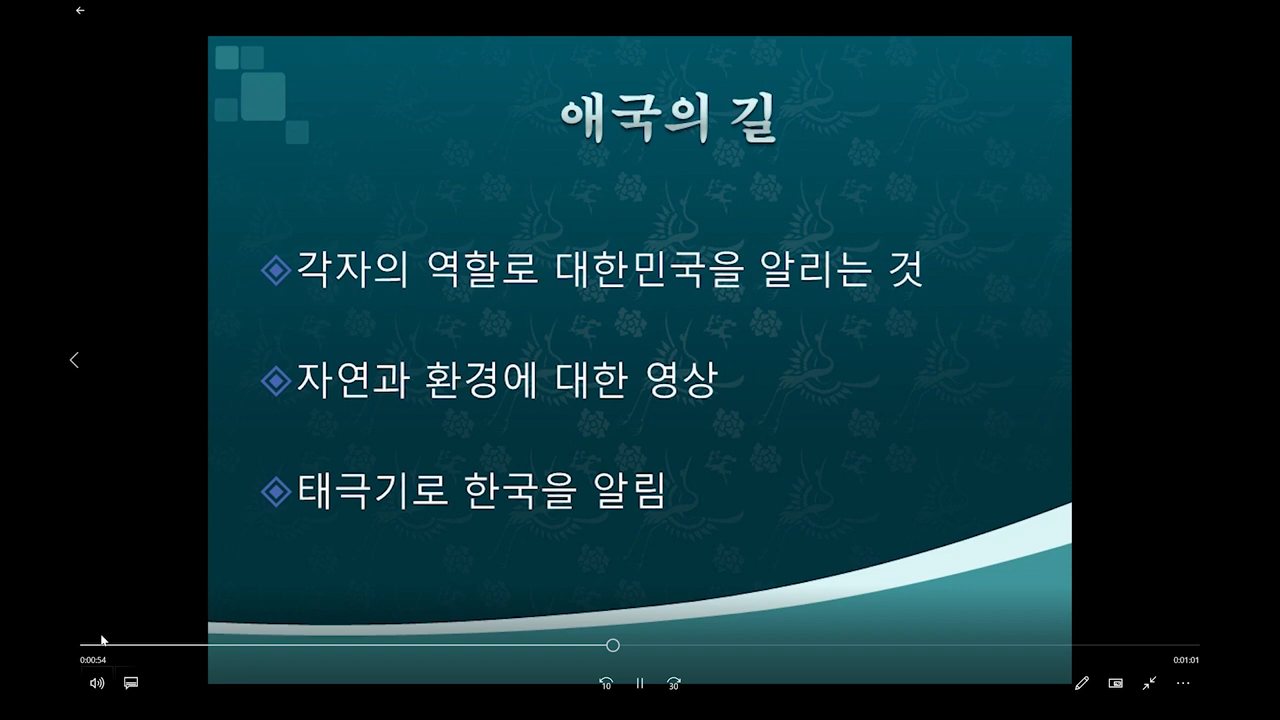 애국의 길
각자의 역할로 대한민국을 알리는 것
자연과 환경에 대한 영상
태극기로 한국을 알림
0:00:54
0:01:01
10
30